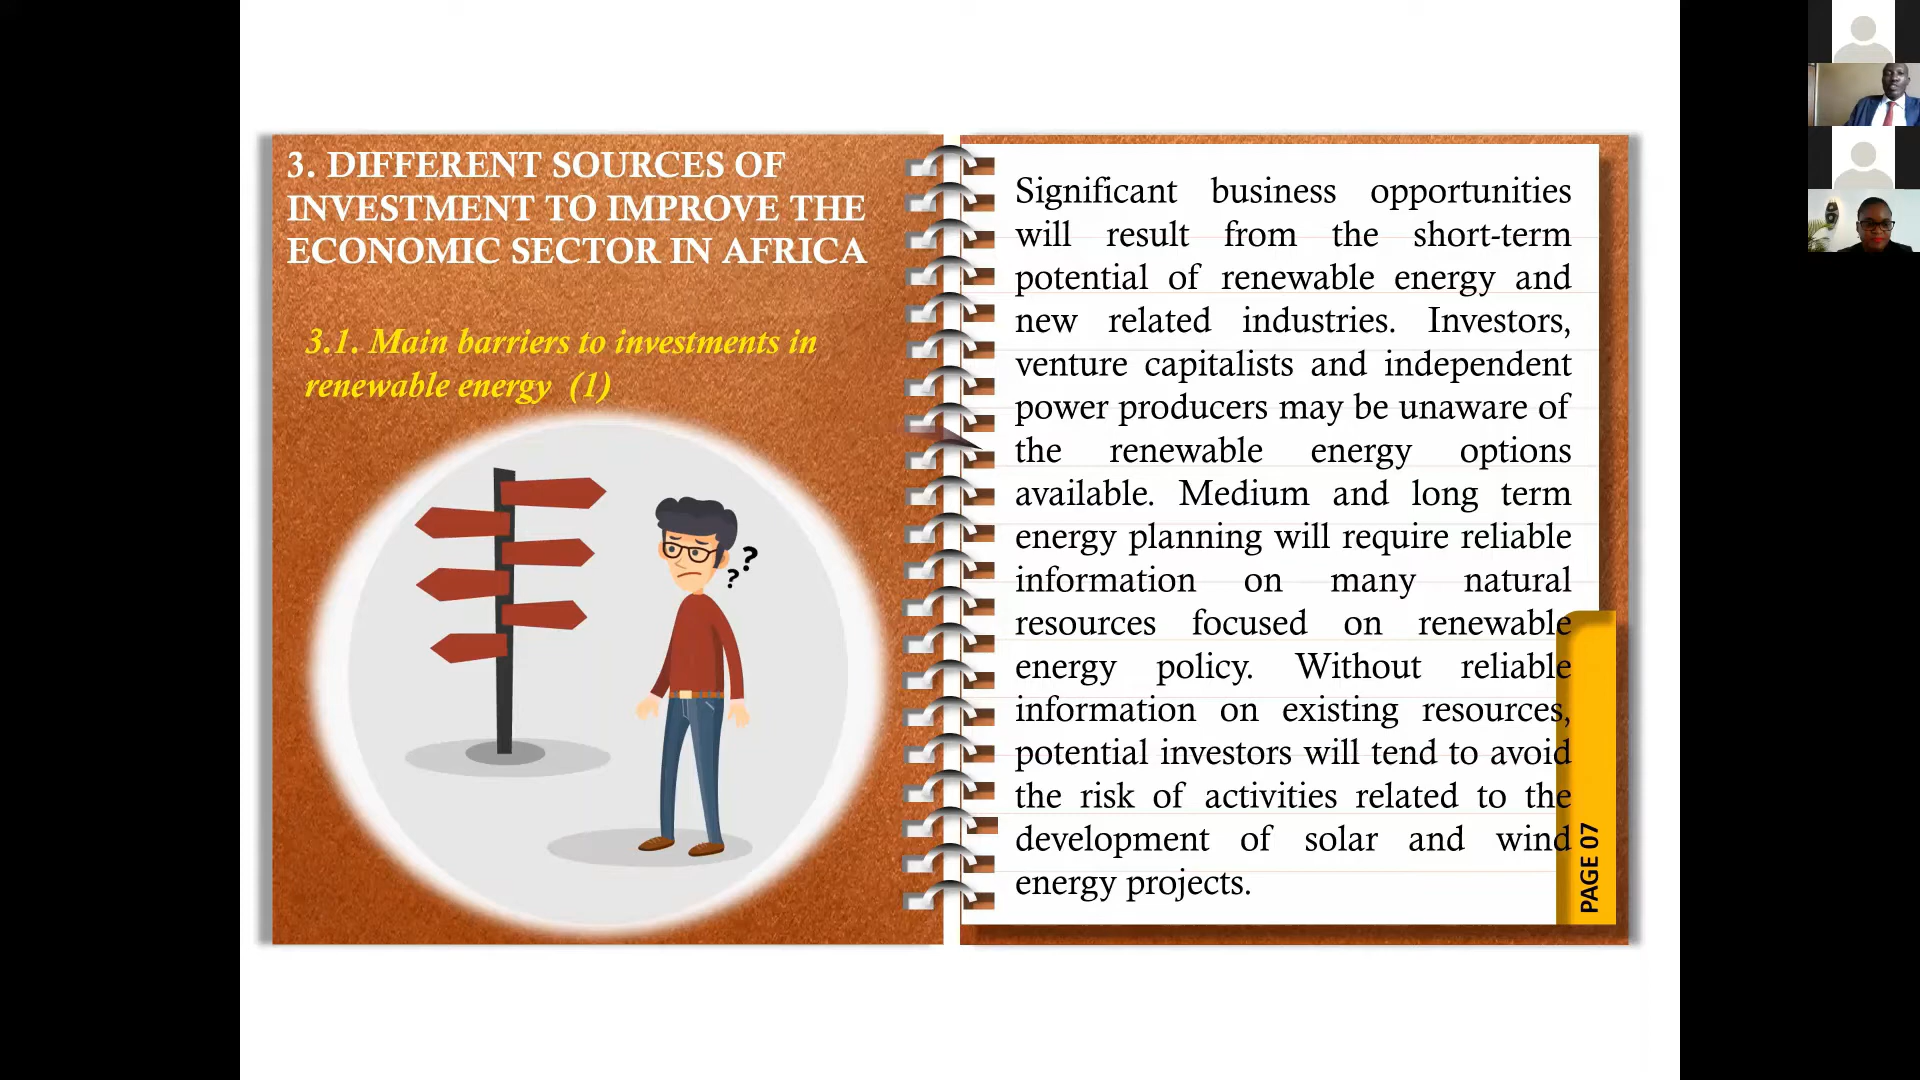 3. DIFFERENT SOURCES OF
INVESTMENT TO IMPROVE THE
ECONOMIC SECTOR IN AFRICA
3.1. Main barriers to investments in
renewable energy (1)
? ?
Significant business opportunities
will result from the short-term
potential of renewable energy and
new related industries. Investors,
venture capitalists and independent
power producers may be unaware of
the renewable energy options
available. Medium and long term
energy planning will require reliable
information on many natural
resources focused on renewable
energy policy. Without reliable
information on existing resources,
potential investors will tend to avoid
the risk of activities related to the
development of solar and wind
energy projects.
PAGE 07